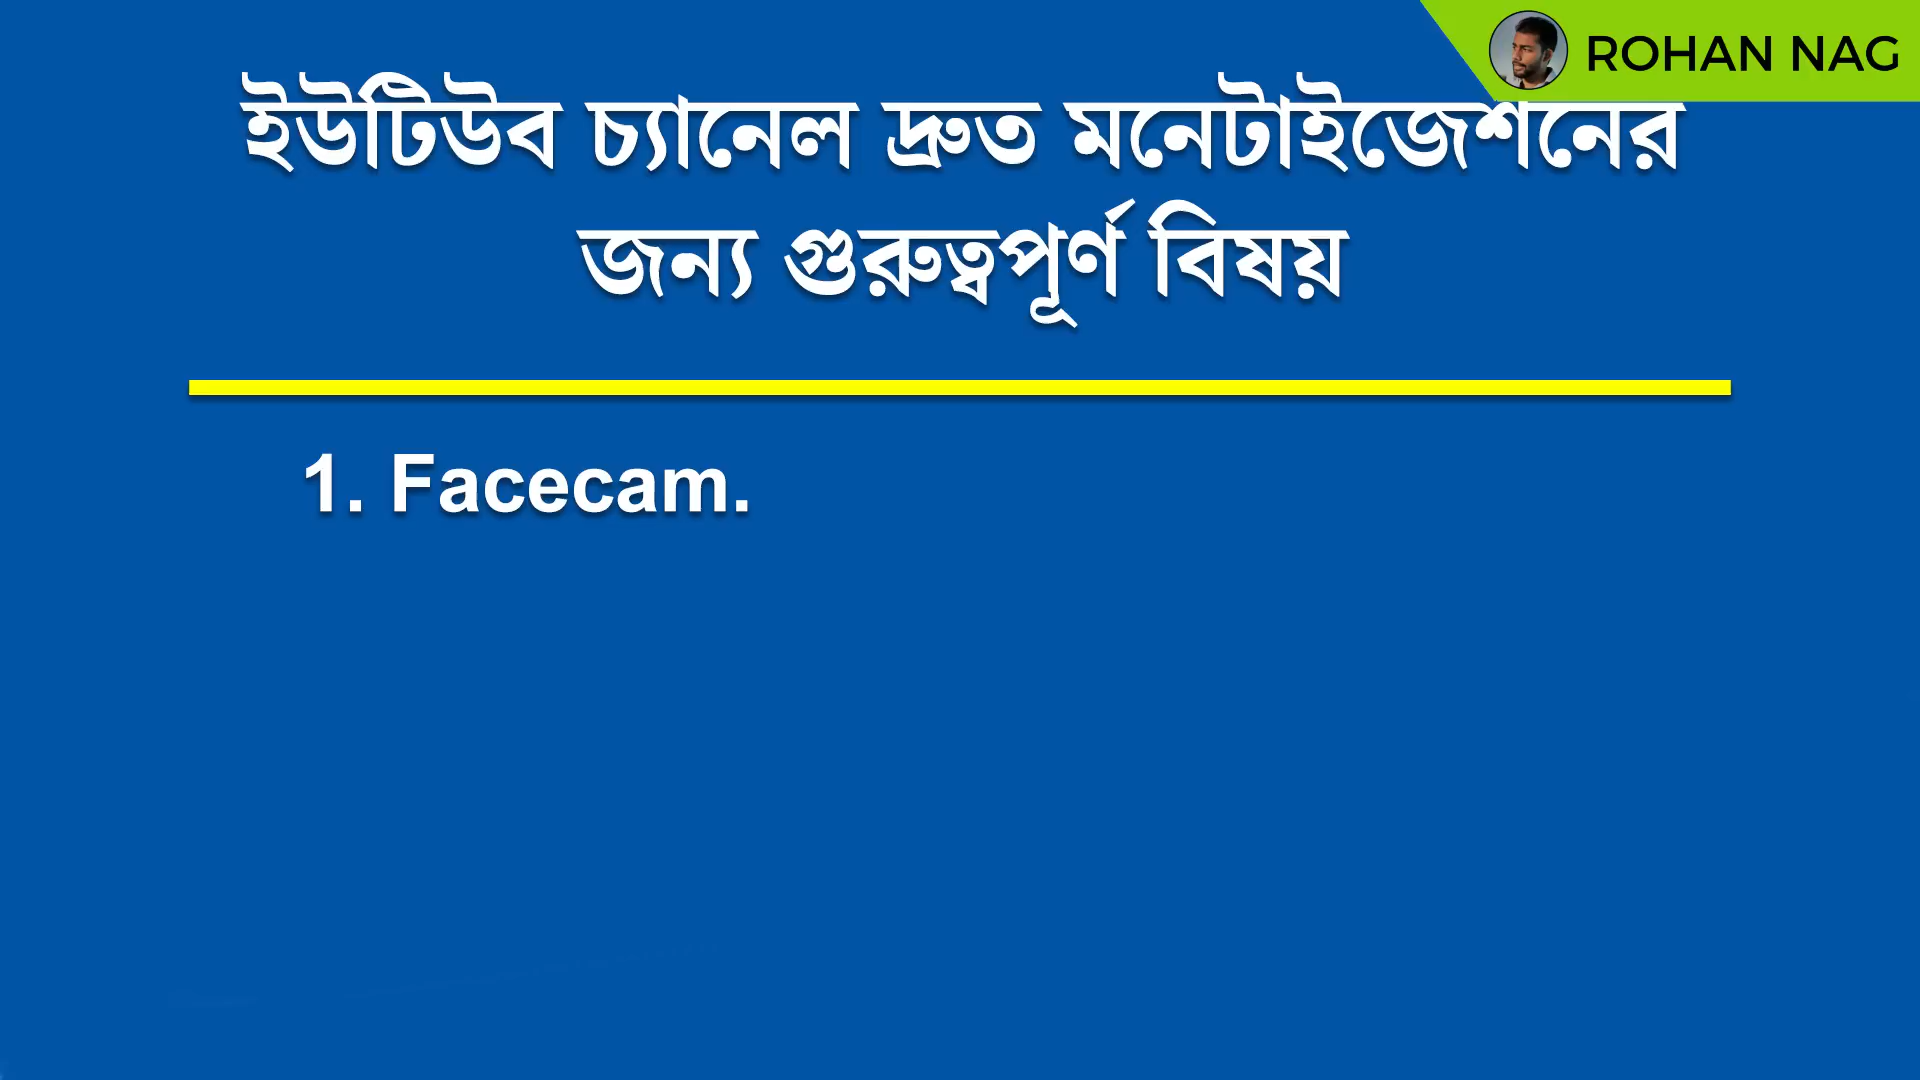 ROHAN NAG
ইউটিউব চ্যানেল দ্রুত মনেটাইজেশনের
জন্য গুরুত্বপূর্ণ বিষয়
1. Facecam.